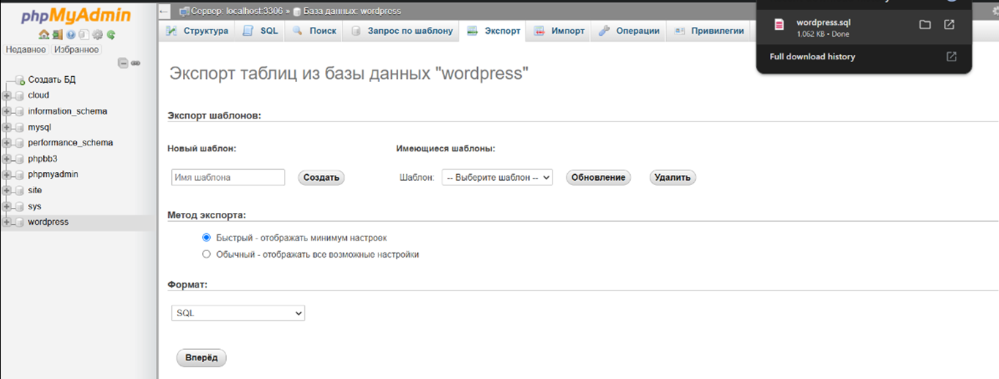 phpMyAdmin
Недавнее Избранное
Создать БД
cloud
information_schema
mysql
performance_schema
phpbb3
phpmyadmin
site
sys
wordpress
Сервер: localhost:3306 » База данных: wordpress
Структура SQL Поиск Запрос по шаблону Экспорт Импорт Операции Привилегии
wordpress.sql
1,062 KB • Done
Full download history
Экспорт таблиц из базы данных "wordpress"
Экспорт шаблонов:
Новый шаблон: Имеющиеся шаблоны:
Имя шаблона Создать Шаблон: -- Выберите шаблон -- Обновление Удалить
Метод экспорта:
Быстрый - отображать минимум настроек
Обычный - отображать все возможные настройки
Формат:
SQL
Вперёд